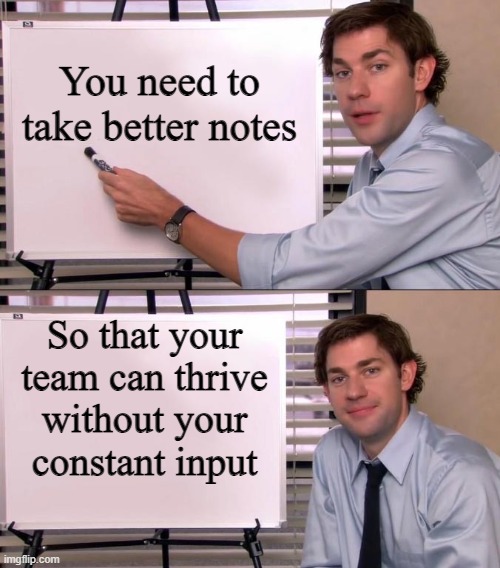 You need to
take better notes
So that your
team can thrive
without your
constant input
imgflip.com